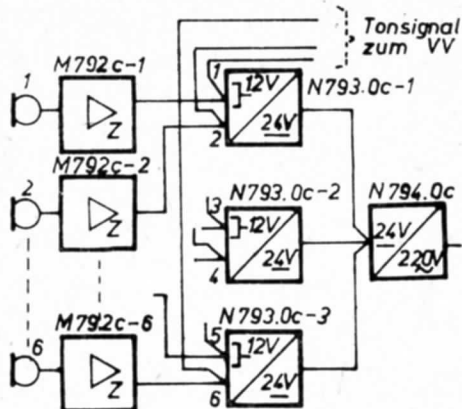 Tonsignal
zum VV
M792c-1
1
Z
1
2
12V
24V
N793.0c-1
M792c-2
2
Z
3
4
12V
24V
N793.0c-2
N794.0c
24V
220V
M792c-6
6
Z
5
6
12V
24V
N793.0c-3